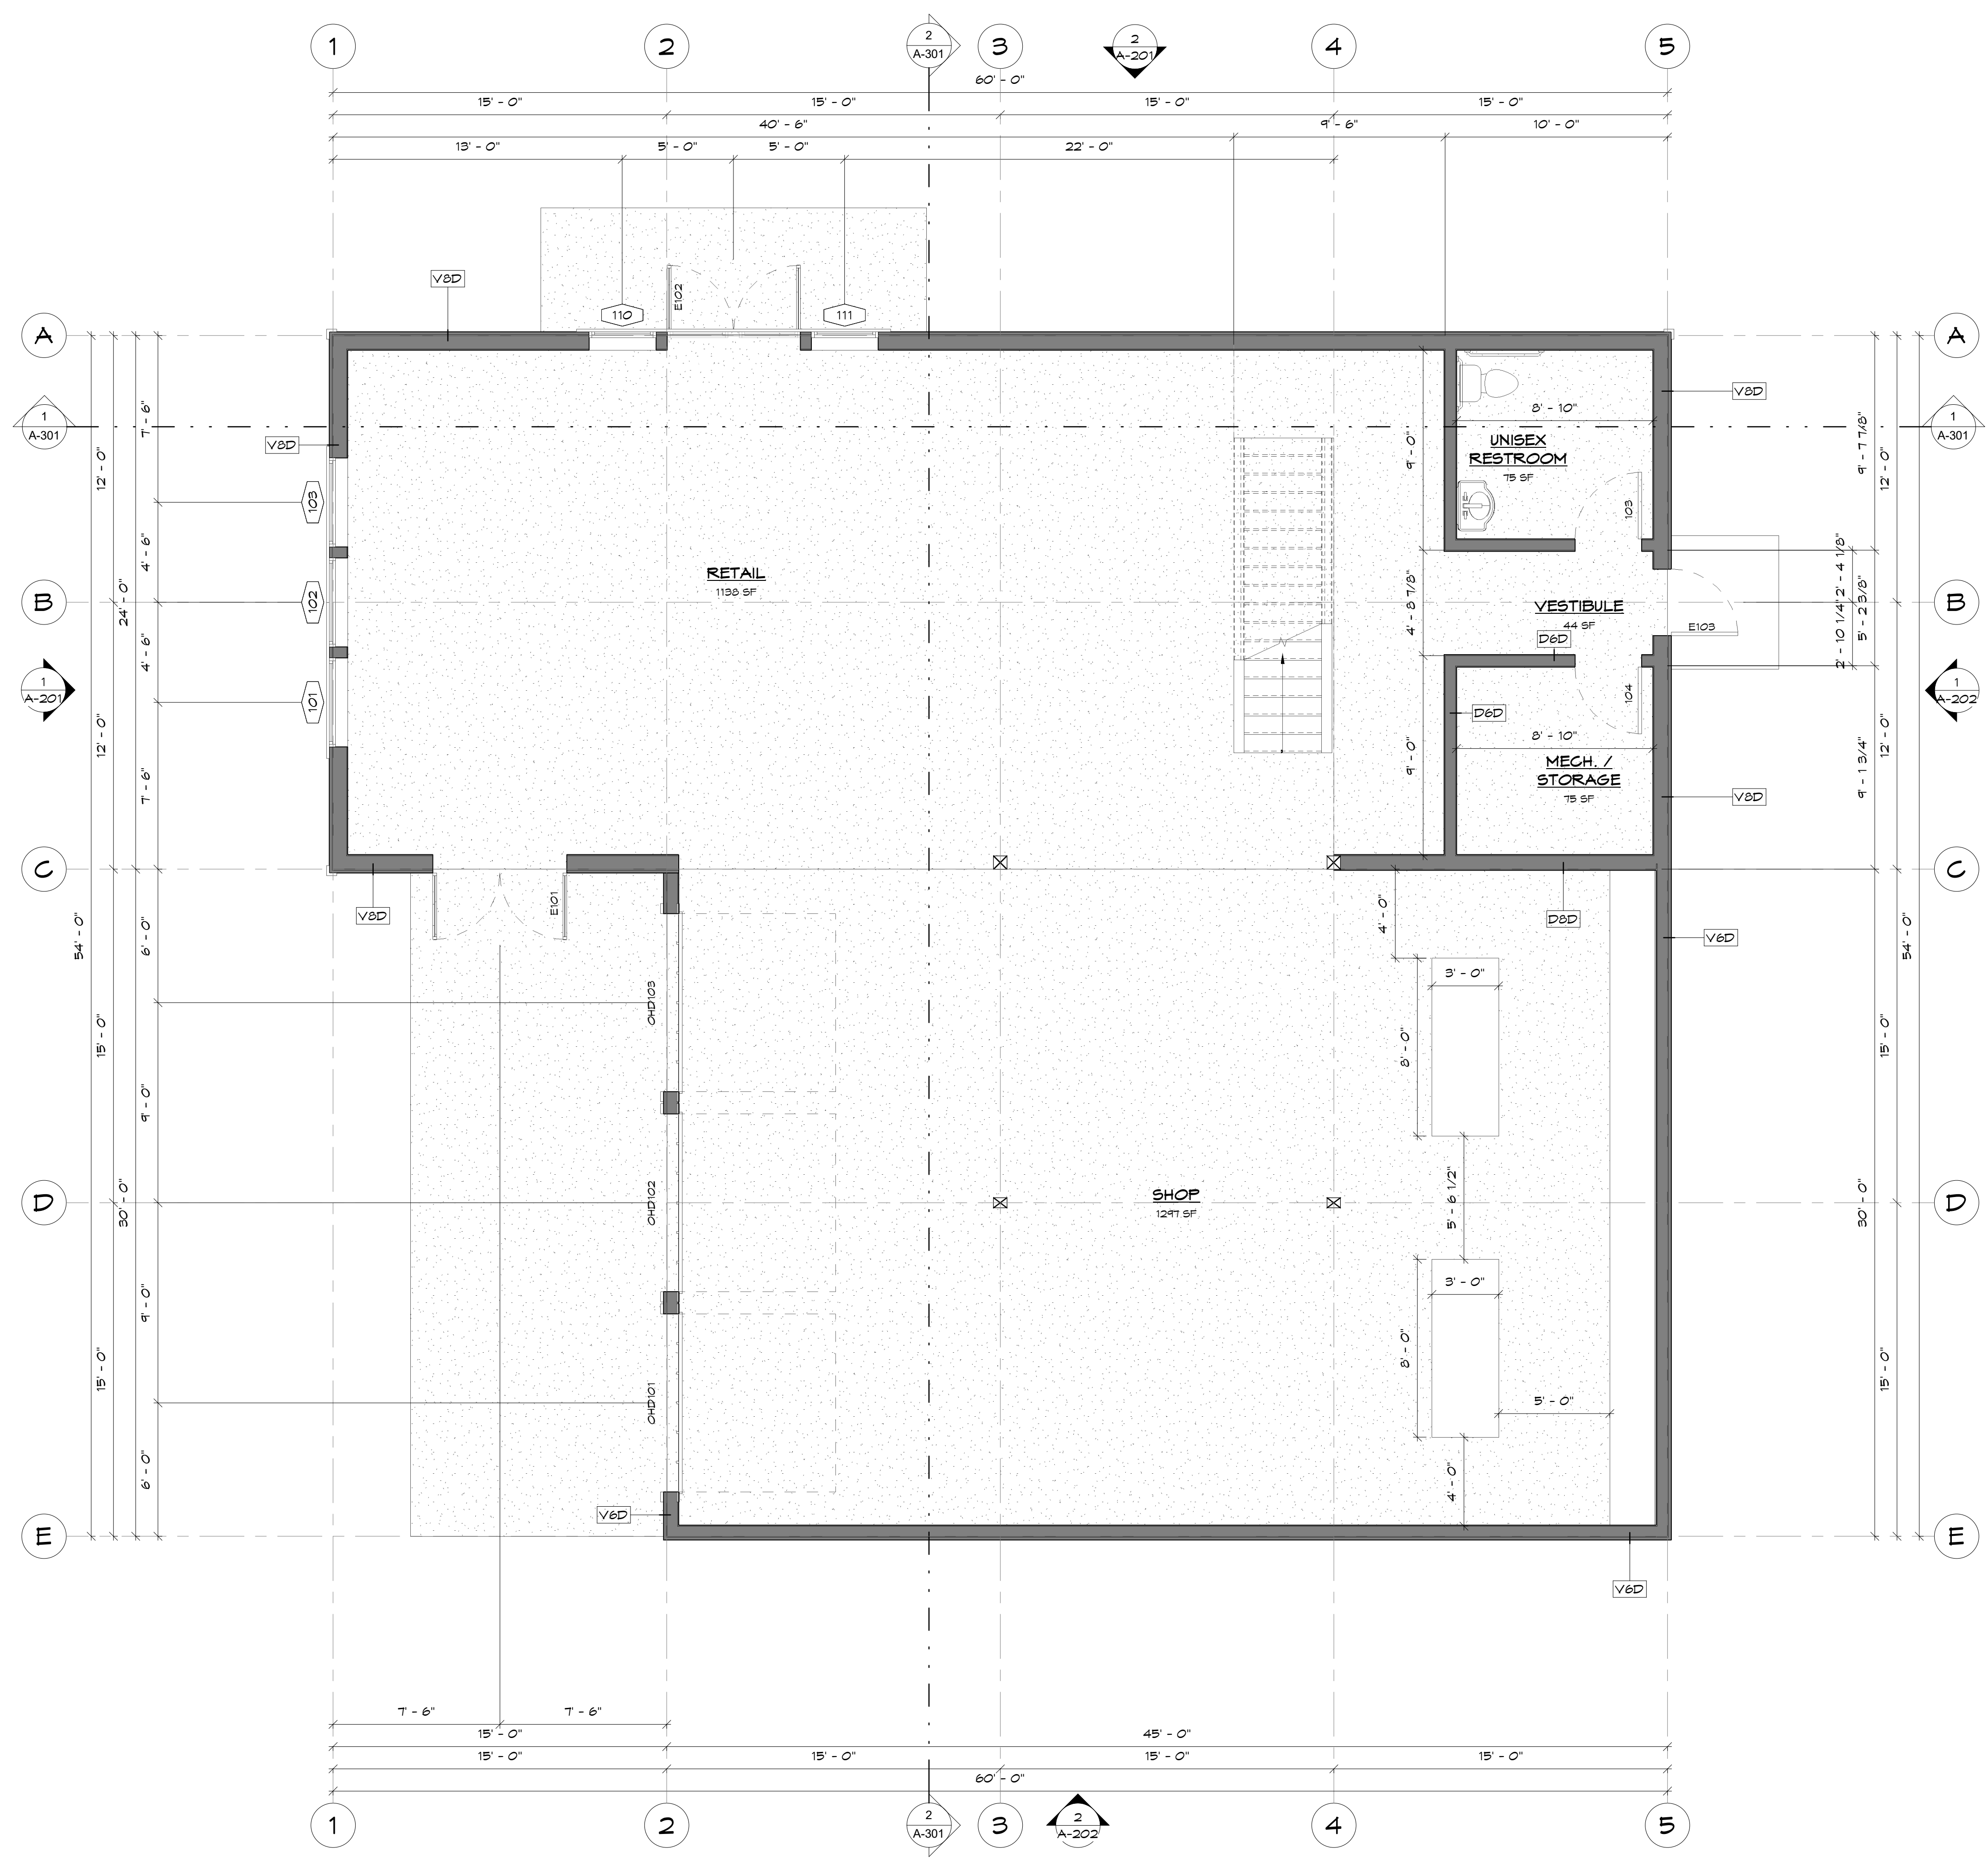 1
2
2
A-301
3
2
A-201
4
5
60' - 0"
15' - 0"
15' - 0"
15' - 0"
15' - 0"
40' - 6"
9' - 6"
10' - 0"
13' - 0"
5' - 0"
5' - 0"
22' - 0"
V8D
E102
110
111
A
A
V8D
8' - 10"
7' - 6"
1
A-301
1
A-301
V8D
UNISEX
RESTROOM
75 SF
12' - 0"
9' - 0"
9' - 7 7/8"
12' - 0"
103
103
4' - 6"
RETAIL
1138 SF
2' - 4 1/8"
24' - 0"
B
102
4' - 8 7/8"
VESTIBULE
44 SF
5' - 2 3/8"
B
E103
D6D
2' - 10 1/4"
4' - 6"
1
A-201
101
104
1
A-202
D6D
12' - 0"
8' - 10"
12' - 0"
9' - 0"
MECH. /
STORAGE
75 SF
9' - 1 3/4"
7' - 6"
V8D
C
C
V8D
E101
4' - 0"
D8D
54' - 0"
6' - 0"
V6D
54' - 0"
3' - 0"
OHD103
15' - 0"
8' - 0"
15' - 0"
9' - 0"
D
30' - 0"
OHD102
SHOP
1297 SF
5' - 6 1/2"
30' - 0"
D
3' - 0"
9' - 0"
8' - 0"
15' - 0"
OHD101
5' - 0"
15' - 0"
6' - 0"
4' - 0"
V6D
E
E
V6D
7' - 6"
7' - 6"
15' - 0"
45' - 0"
15' - 0"
15' - 0"
15' - 0"
15' - 0"
60' - 0"
1
2
2
A-301
3
2
A-202
4
5